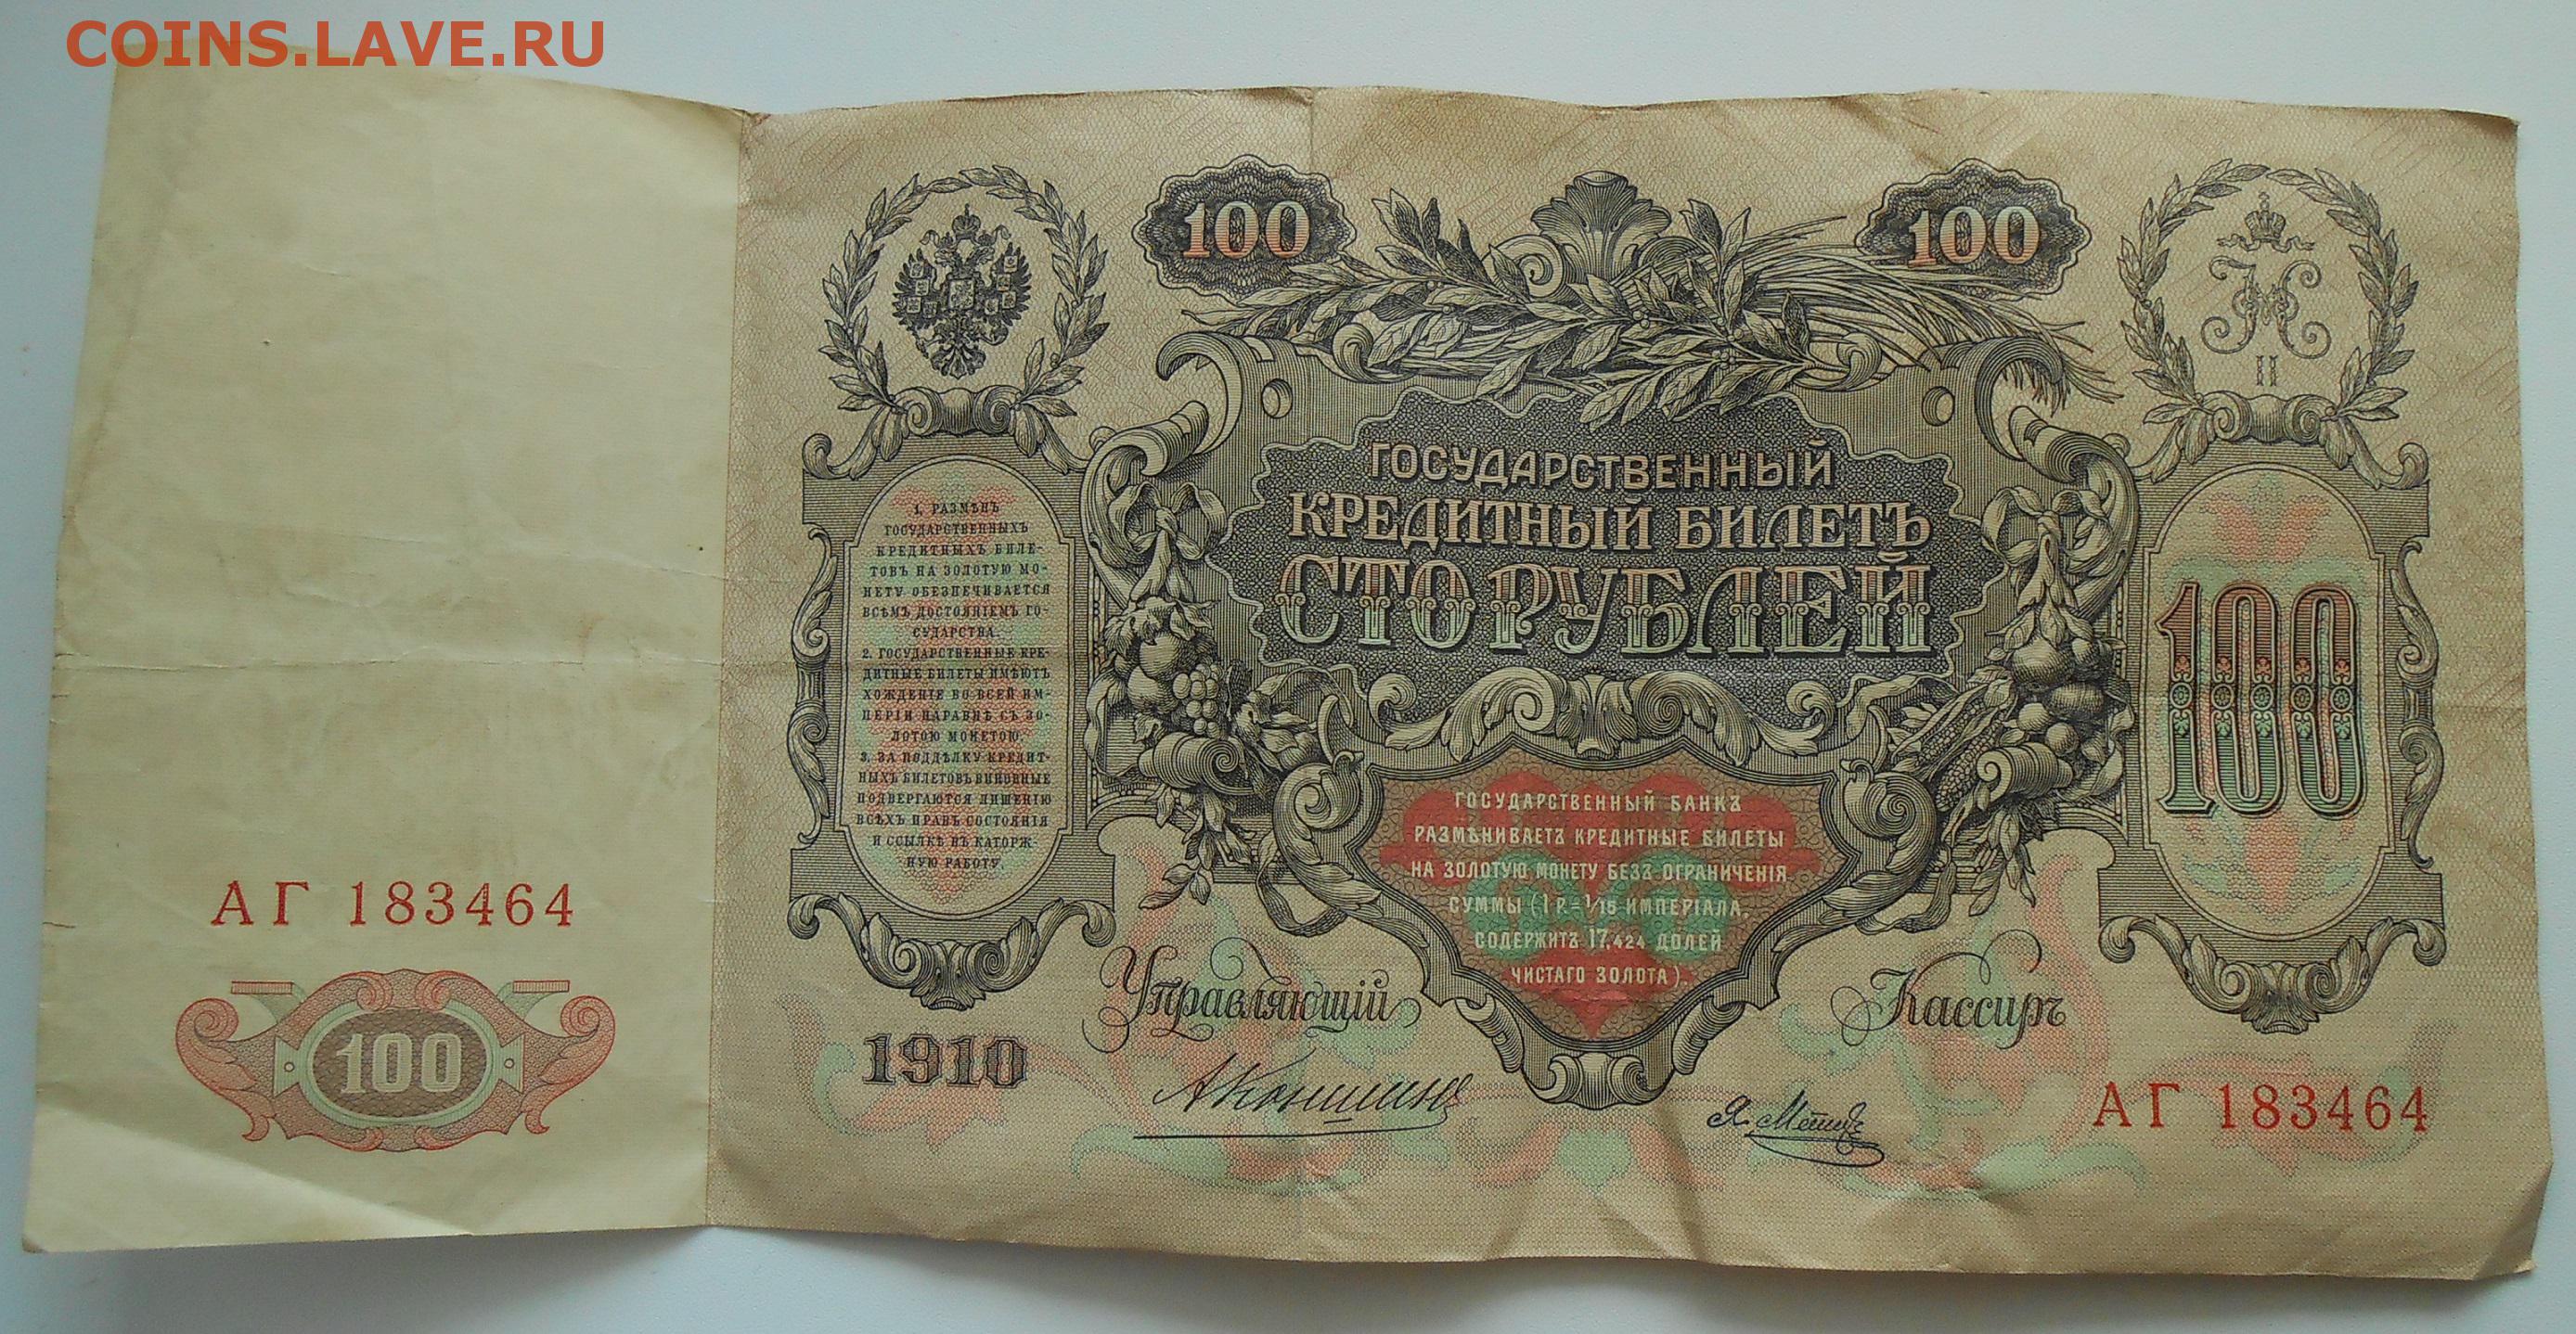 COINS.LAVE.RU
100
100
II
ГОСУДАРСТВЕННЫЙ
КРЕДИТНЫЙ БИЛЕТЪ
СТО РУБЛЕЙ
1. РАЗМѢНЪ
ГОСУДАРСТВЕННЫХЪ
КРЕДИТНЫХЪ БИЛЕ-
ТОВЪ НА ЗОЛОТУЮ МО-
НЕТУ ОБЕЗПЕЧИВАЕТСЯ
ВСѢМЪ ДОСТОЯНІЕМЪ ГО-
СУДАРСТВА.
2. ГОСУДАРСТВЕННЫЕ КРЕ-
ДИТНЫЕ БИЛЕТЫ ИМѢЮТЪ
ХОЖДЕНІЕ ВО ВСЕЙ ИМ-
ПЕРІИ НАРАВНѢ СЪ ЗО-
ЛОТОЮ МОНЕТОЮ.
3. ЗА ПОДДѢЛКУ КРЕДИТ-
НЫХЪ БИЛЕТОВЪ ВИНОВНЫЕ
ПОДВЕРГАЮТСЯ ЛИШЕНІЮ
ВСѢХЪ ПРАВЪ СОСТОЯНІЯ
И ССЫЛКѢ ВЪ КАТОРЖ-
НУЮ РАБОТУ.
100
ГОСУДАРСТВЕННЫЙ БАНКЪ
РАЗМѢНИВАЕТЪ КРЕДИТНЫЕ БИЛЕТЫ
НА ЗОЛОТУЮ МОНЕТУ БЕЗЪ ОГРАНИЧЕНІЯ
СУММЫ (1 Р.= 1/15 ИМПЕРІАЛА,
СОДЕРЖИТЪ 17,424 ДОЛЕЙ
ЧИСТАГО ЗОЛОТА).
АГ 183464
100
Управляющій
Кассиръ
1910
АКоншинъ
Я. Метцъ
АГ 183464